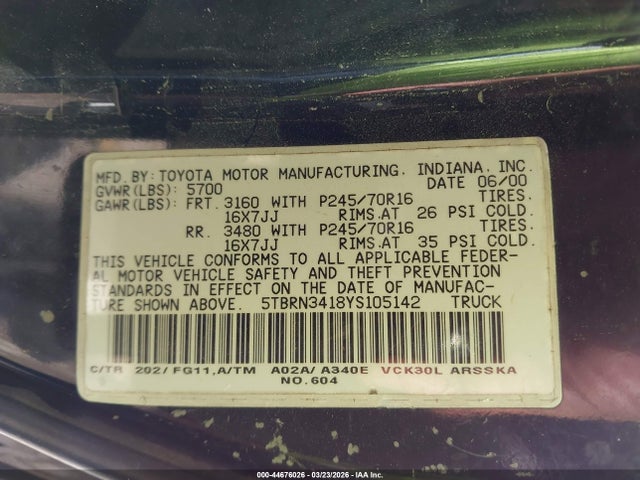 MFD. BY: TOYOTA MOTOR MANUFACTURING, INDIANA, INC.
GVWR(LBS): 5700 DATE 06/00
GAWR(LBS): FRT. 3160 WITH P245/70R16 TIRES.
16X7JJ RIMS.AT 26 PSI COLD.
RR. 3480 WITH P245/70R16 TIRES.
16X7JJ RIMS.AT 35 PSI COLD.
THIS VEHICLE CONFORMS TO ALL APPLICABLE FEDER-
AL MOTOR VEHICLE SAFETY AND THEFT PREVENTION
STANDARDS IN EFFECT ON THE DATE OF MANUFAC-
TURE SHOWN ABOVE. 5TBRN3418YS105142 TRUCK
C/TR 202/FG11,A/TM A02A/A340E VCK30L ARSSKA
NO.604
000-44676026 - 03/23/2026 - IAA Inc.